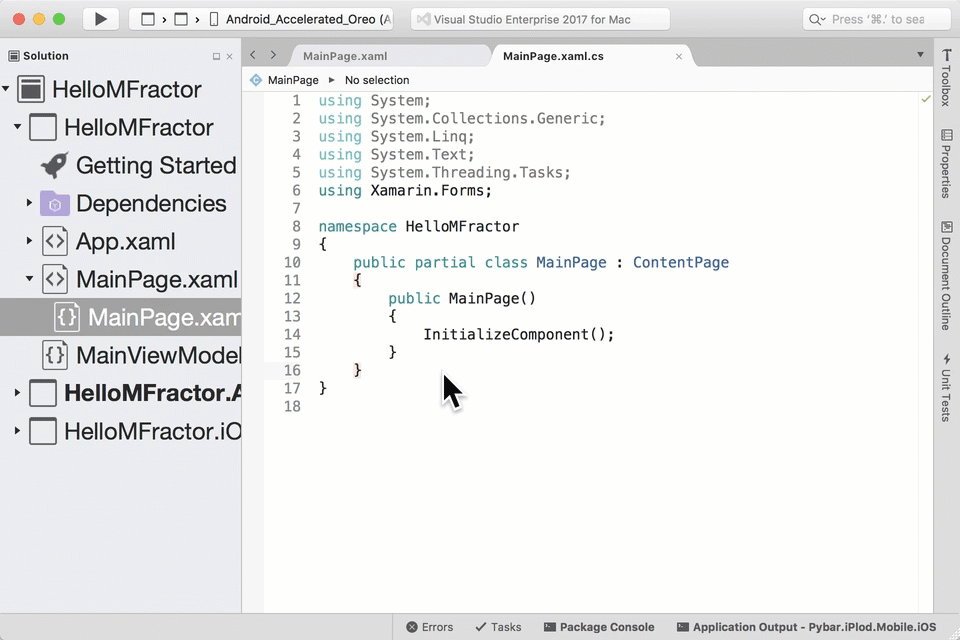 Android_Accelerated_Oreo (A
Visual Studio Enterprise 2017 for Mac
Press '⌘.' to sea
Solution
HelloMFractor
HelloMFractor
Getting Started
Dependencies
App.xaml
MainPage.xaml
MainPage.xam
MainViewModel
HelloMFractor.A
HelloMFractor.iO
MainPage.xaml
MainPage.xaml.cs
MainPage
No selection
1 using System;
2 using System.Collections.Generic;
3 using System.Linq;
4 using System.Text;
5 using System.Threading.Tasks;
6 using Xamarin.Forms;
7
8 namespace HelloMFractor
9 {
10 public partial class MainPage : ContentPage
11 {
12 public MainPage()
13 {
14 InitializeComponent();
15 }
16 }
17 }
18
Toolbox
Properties
Document Outline
Unit Tests
Errors
Tasks
Package Console
Application Output - Pybar.iPlod.Mobile.iOS